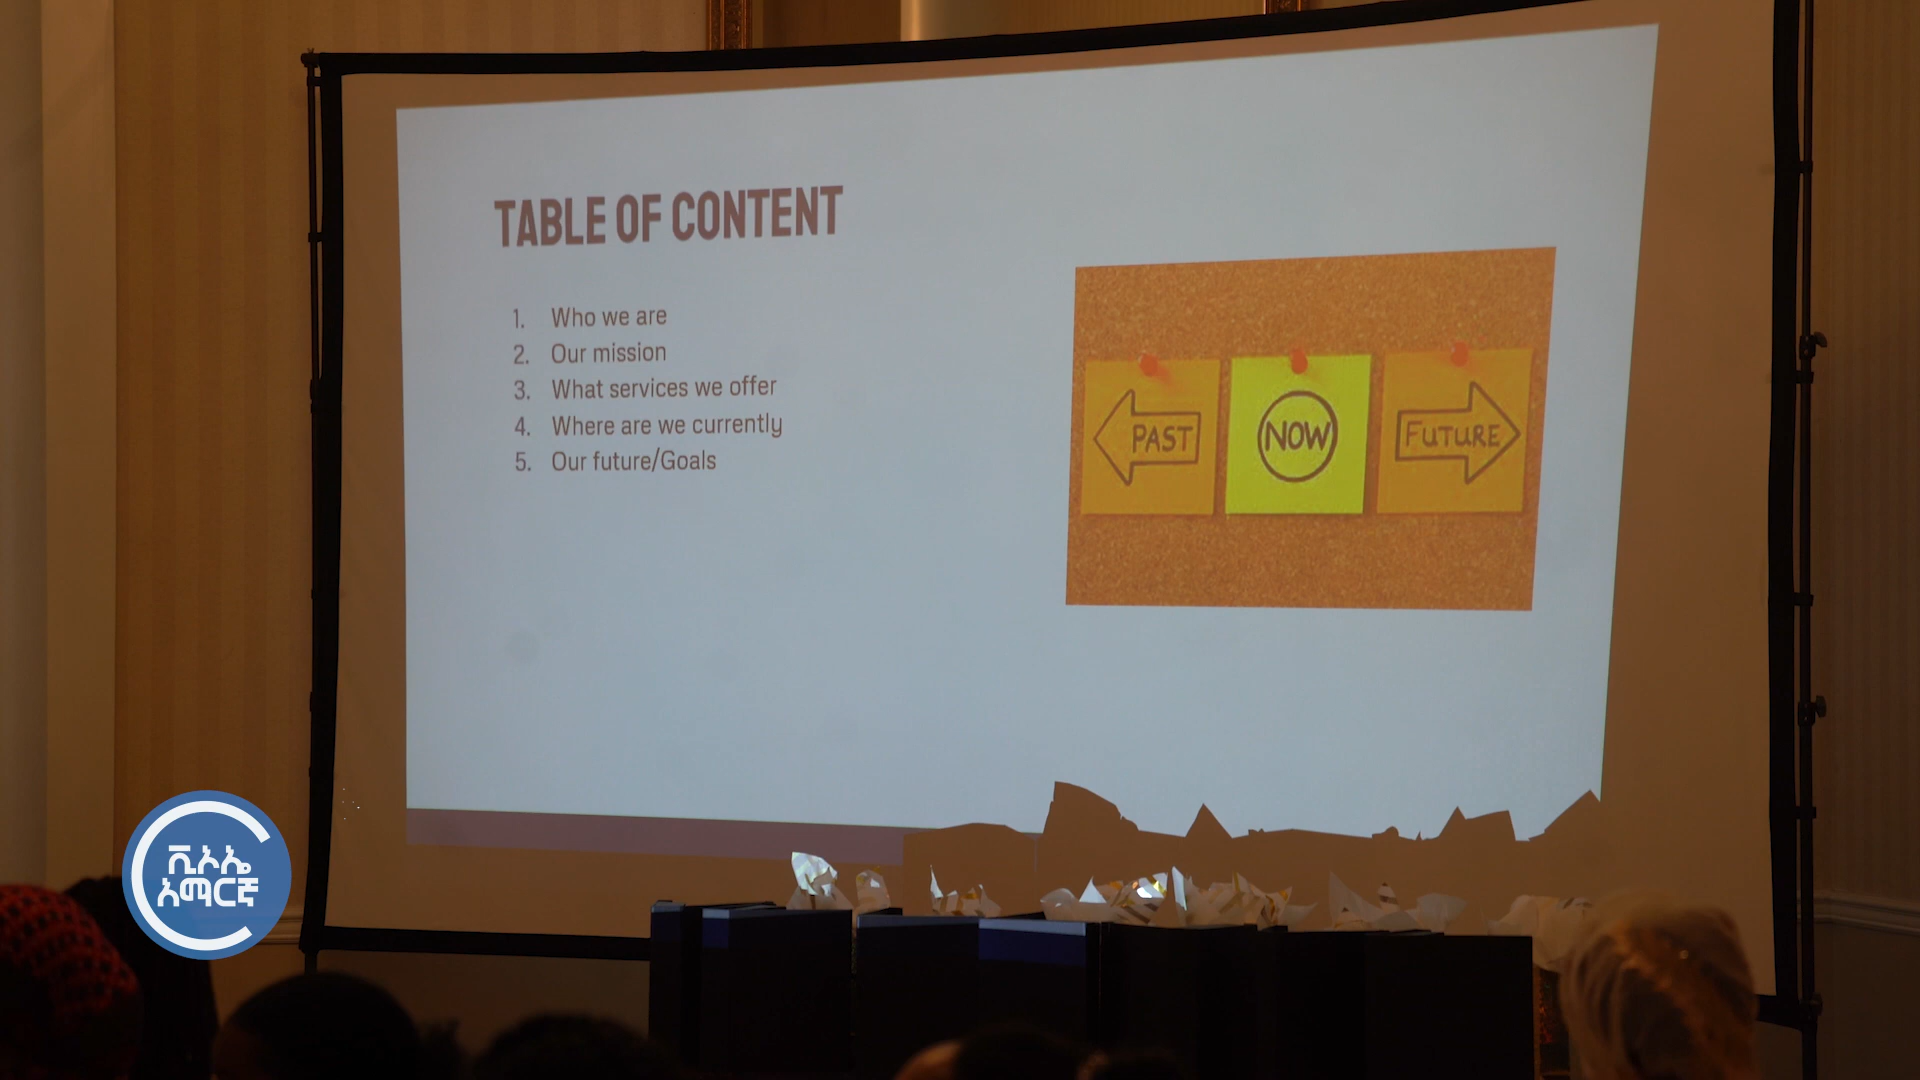 TABLE OF CONTENT
1. Who we are
2. Our mission
3. What services we offer
4. Where are we currently
5. Our future/Goals
PAST
NOW
FUTURE
ቪኦኤ
አማርኛ